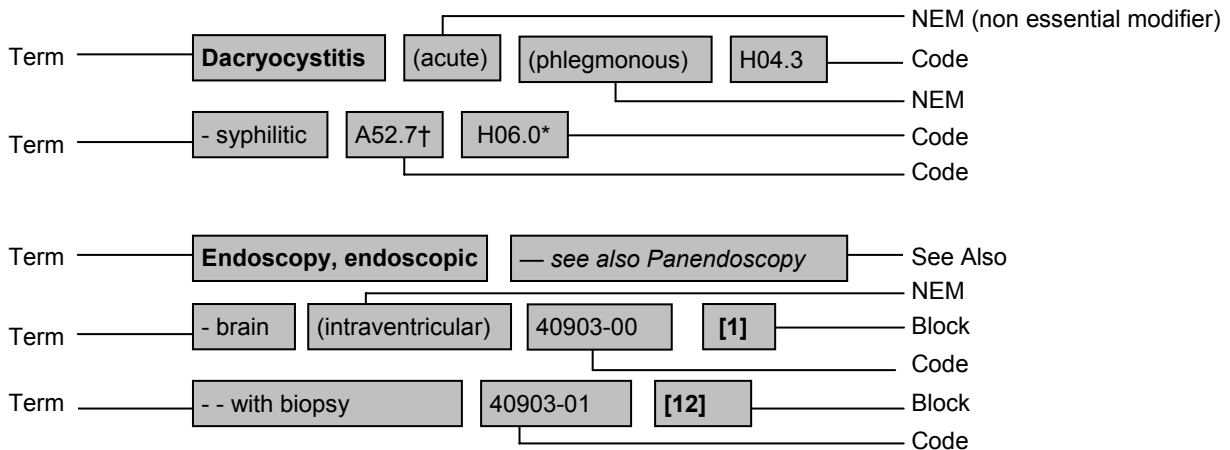 NEM (non essential modifier)
Term Dacryocystitis (acute) (phlegmonous) H04.3 Code
NEM
Term - syphilitic A52.7† H06.0* Code
Code
Term Endoscopy, endoscopic — see also Panendoscopy See Also
NEM
Term - brain (intraventricular) 40903-00 [1] Block
Code
Term - - with biopsy 40903-01 [12] Block
Code